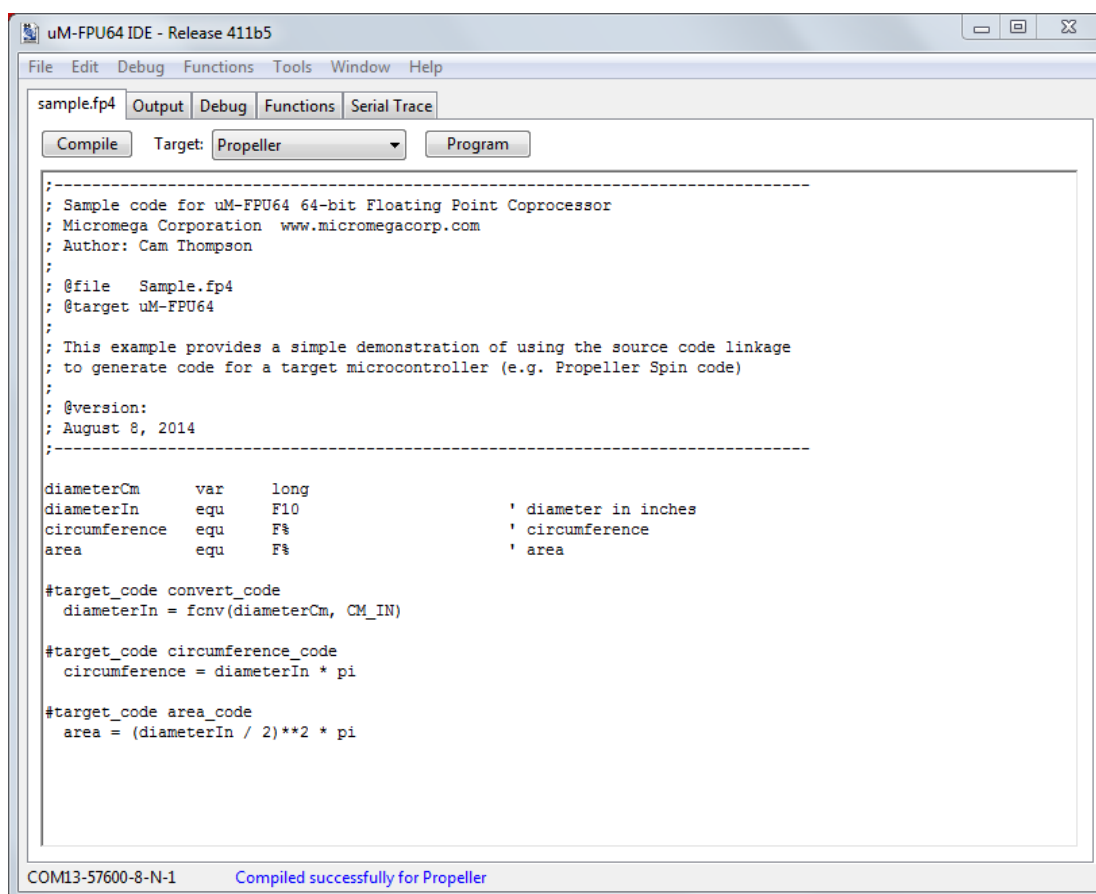 uM-FPU64 IDE - Release 411b5
File Edit Debug Functions Tools Window Help
sample.fp4 Output Debug Functions Serial Trace
Compile Target: Propeller Program
;---------------------------------------------------------------------------------
; Sample code for uM-FPU64 64-bit Floating Point Coprocessor
; Micromega Corporation  www.micromegacorp.com
; Author: Cam Thompson
;
; @file   Sample.fp4
; @target uM-FPU64
;
; This example provides a simple demonstration of using the source code linkage
; to generate code for a target microcontroller (e.g. Propeller Spin code)
;
; @version:
; August 8, 2014
;---------------------------------------------------------------------------------
diameterCm      var     long
diameterIn      equ     F10                      ' diameter in inches
circumference   equ     F%                       ' circumference
area            equ     F%                       ' area
#target_code convert_code
  diameterIn = fcnv(diameterCm, CM_IN)
#target_code circumference_code
  circumference = diameterIn * pi
#target_code area_code
  area = (diameterIn / 2)**2 * pi
COM13-57600-8-N-1 Compiled successfully for Propeller